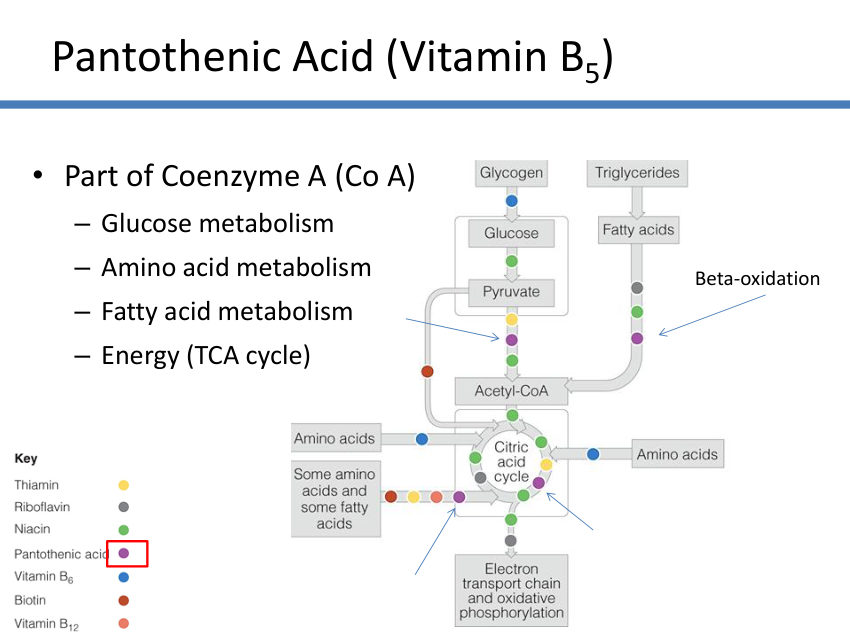 Pantothenic Acid (Vitamin B5)
• Part of Coenzyme A (Co A)
– Glucose metabolism
– Amino acid metabolism
– Fatty acid metabolism
– Energy (TCA cycle)
Glycogen
Triglycerides
Glucose
Fatty acids
Pyruvate
Beta-oxidation
Acetyl-CoA
Amino acids
Citric
acid
cycle
Amino acids
Some amino
acids and
some fatty
acids
Electron
transport chain
and oxidative
phosphorylation
Key
Thiamin
Riboflavin
Niacin
Pantothenic acid
Vitamin B6
Biotin
Vitamin B12